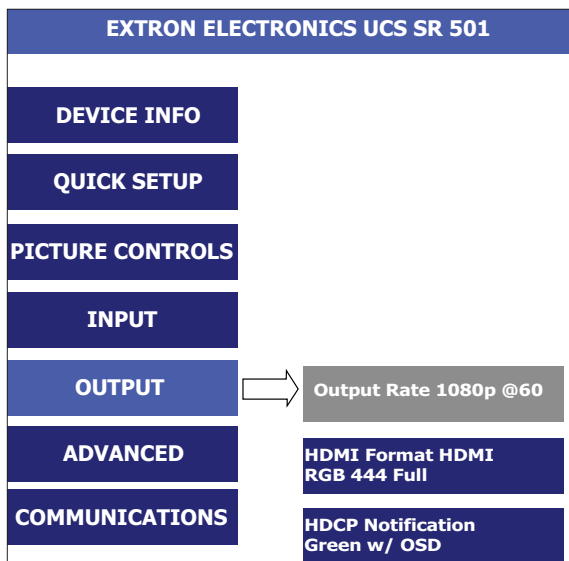 EXTRON ELECTRONICS UCS SR 501
DEVICE INFO
QUICK SETUP
PICTURE CONTROLS
INPUT
OUTPUT
Output Rate 1080p @60
ADVANCED
HDMI Format HDMI
RGB 444 Full
COMMUNICATIONS
HDCP Notification
Green w/ OSD